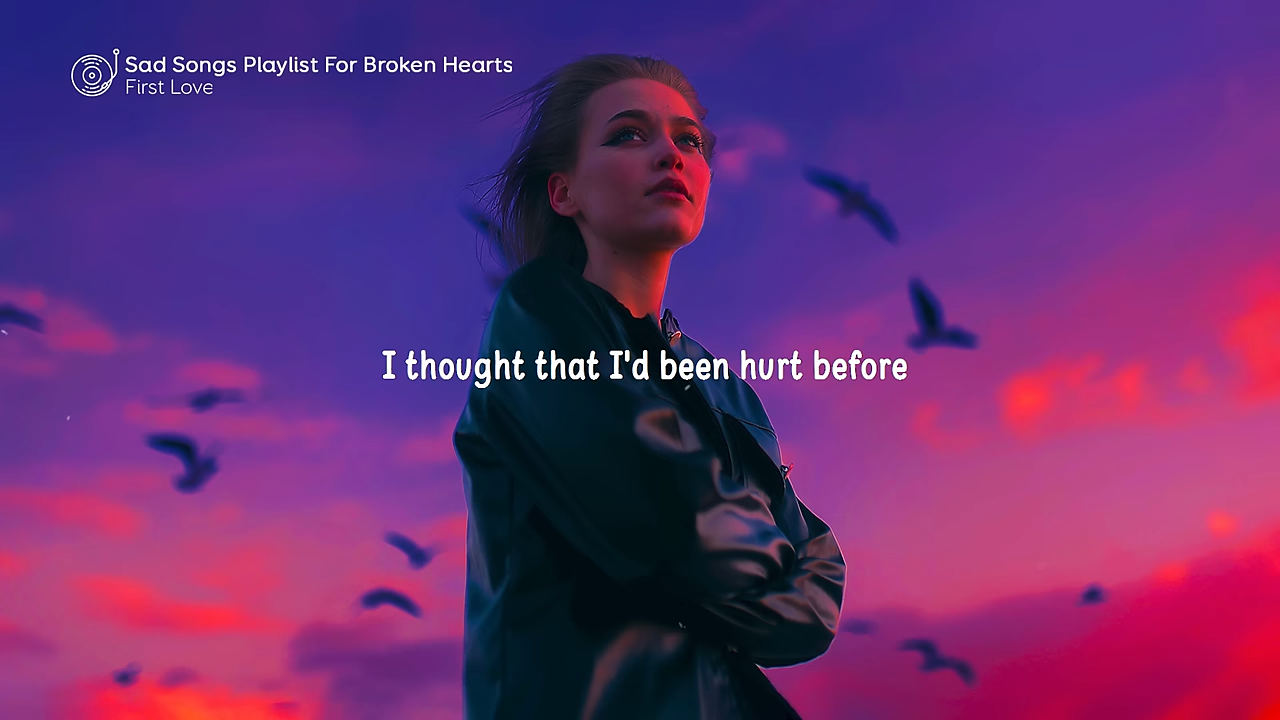 Sad Songs Playlist For Broken Hearts
First Love
I thought that I'd been hurt before